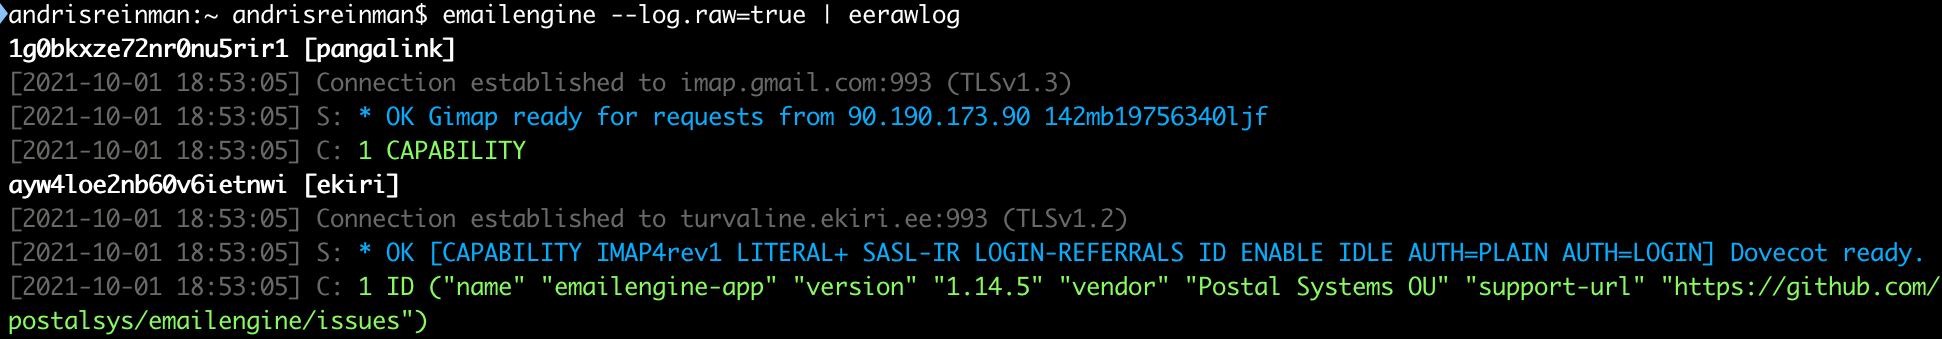 andrisreinman:~ andrisreinman$ emailengine --log.raw=true | eerawlog
1g0bkxze72nr0nu5rir1 [pangalink]
[2021-10-01 18:53:05] Connection established to imap.gmail.com:993 (TLSv1.3)
[2021-10-01 18:53:05] S: * OK Gimap ready for requests from 90.190.173.90 142mb19756340ljf
[2021-10-01 18:53:05] C: 1 CAPABILITY
ayw4loe2nb60v6ietnwi [ekiri]
[2021-10-01 18:53:05] Connection established to turvaline.ekiri.ee:993 (TLSv1.2)
[2021-10-01 18:53:05] S: * OK [CAPABILITY IMAP4rev1 LITERAL+ SASL-IR LOGIN-REFERRALS ID ENABLE IDLE AUTH=PLAIN AUTH=LOGIN] Dovecot ready.
[2021-10-01 18:53:05] C: 1 ID ("name" "emailengine-app" "version" "1.14.5" "vendor" "Postal Systems OU" "support-url" "https://github.com/
postalsys/emailengine/issues")